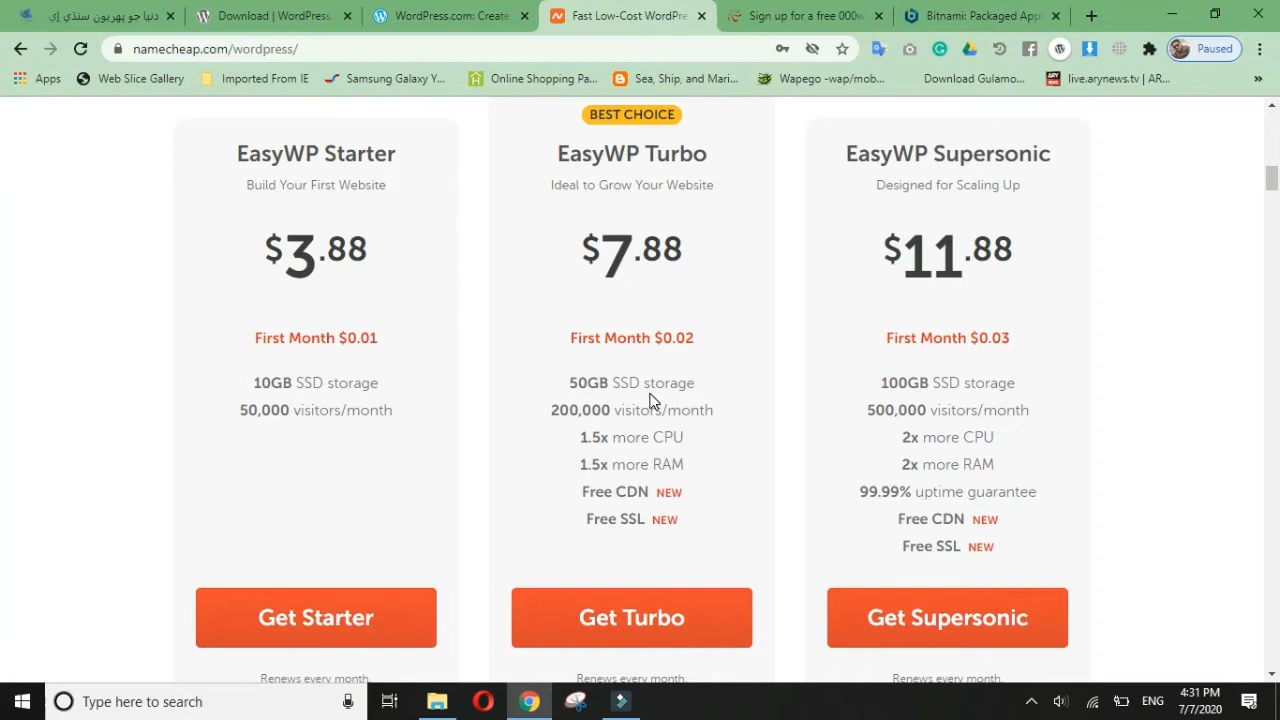 دنيا جو پهريون سنڌي إي
Download | WordPress.
WordPress.com: Create
Fast Low-Cost WordPre
Sign up for a free 000w
Bitnami: Packaged App
namecheap.com/wordpress/
Paused
Apps
Web Slice Gallery
Imported From IE
Samsung Galaxy Y...
Online Shopping Pa...
Sea, Ship, and Mari...
Wapego -wap/mob...
Download Gulamo...
live.arynews.tv | AR...
»
BEST CHOICE
EasyWP Starter
Build Your First Website
$3.88
First Month $0.01
10GB SSD storage
50,000 visitors/month
Get Starter
Renews every month.
EasyWP Turbo
Ideal to Grow Your Website
$7.88
First Month $0.02
50GB SSD storage
200,000 visitors/month
1.5x more CPU
1.5x more RAM
Free CDN NEW
Free SSL NEW
Get Turbo
Renews every month.
EasyWP Supersonic
Designed for Scaling Up
$11.88
First Month $0.03
100GB SSD storage
500,000 visitors/month
2x more CPU
2x more RAM
99.99% uptime guarantee
Free CDN NEW
Free SSL NEW
Get Supersonic
Renews every month.
Type here to search
ENG
4:31 PM
7/7/2020